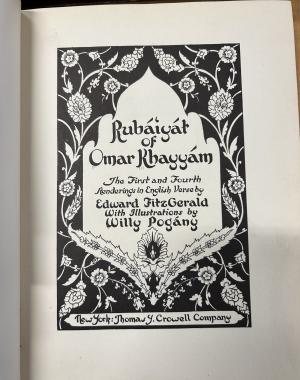 Rubáiyát
of
Omar Khayyám
The First and Fourth
Renderings in English Verse by
Edward FitzGerald
With Illustrations by
Willy Pogány
New York: Thomas Y. Crowell Company